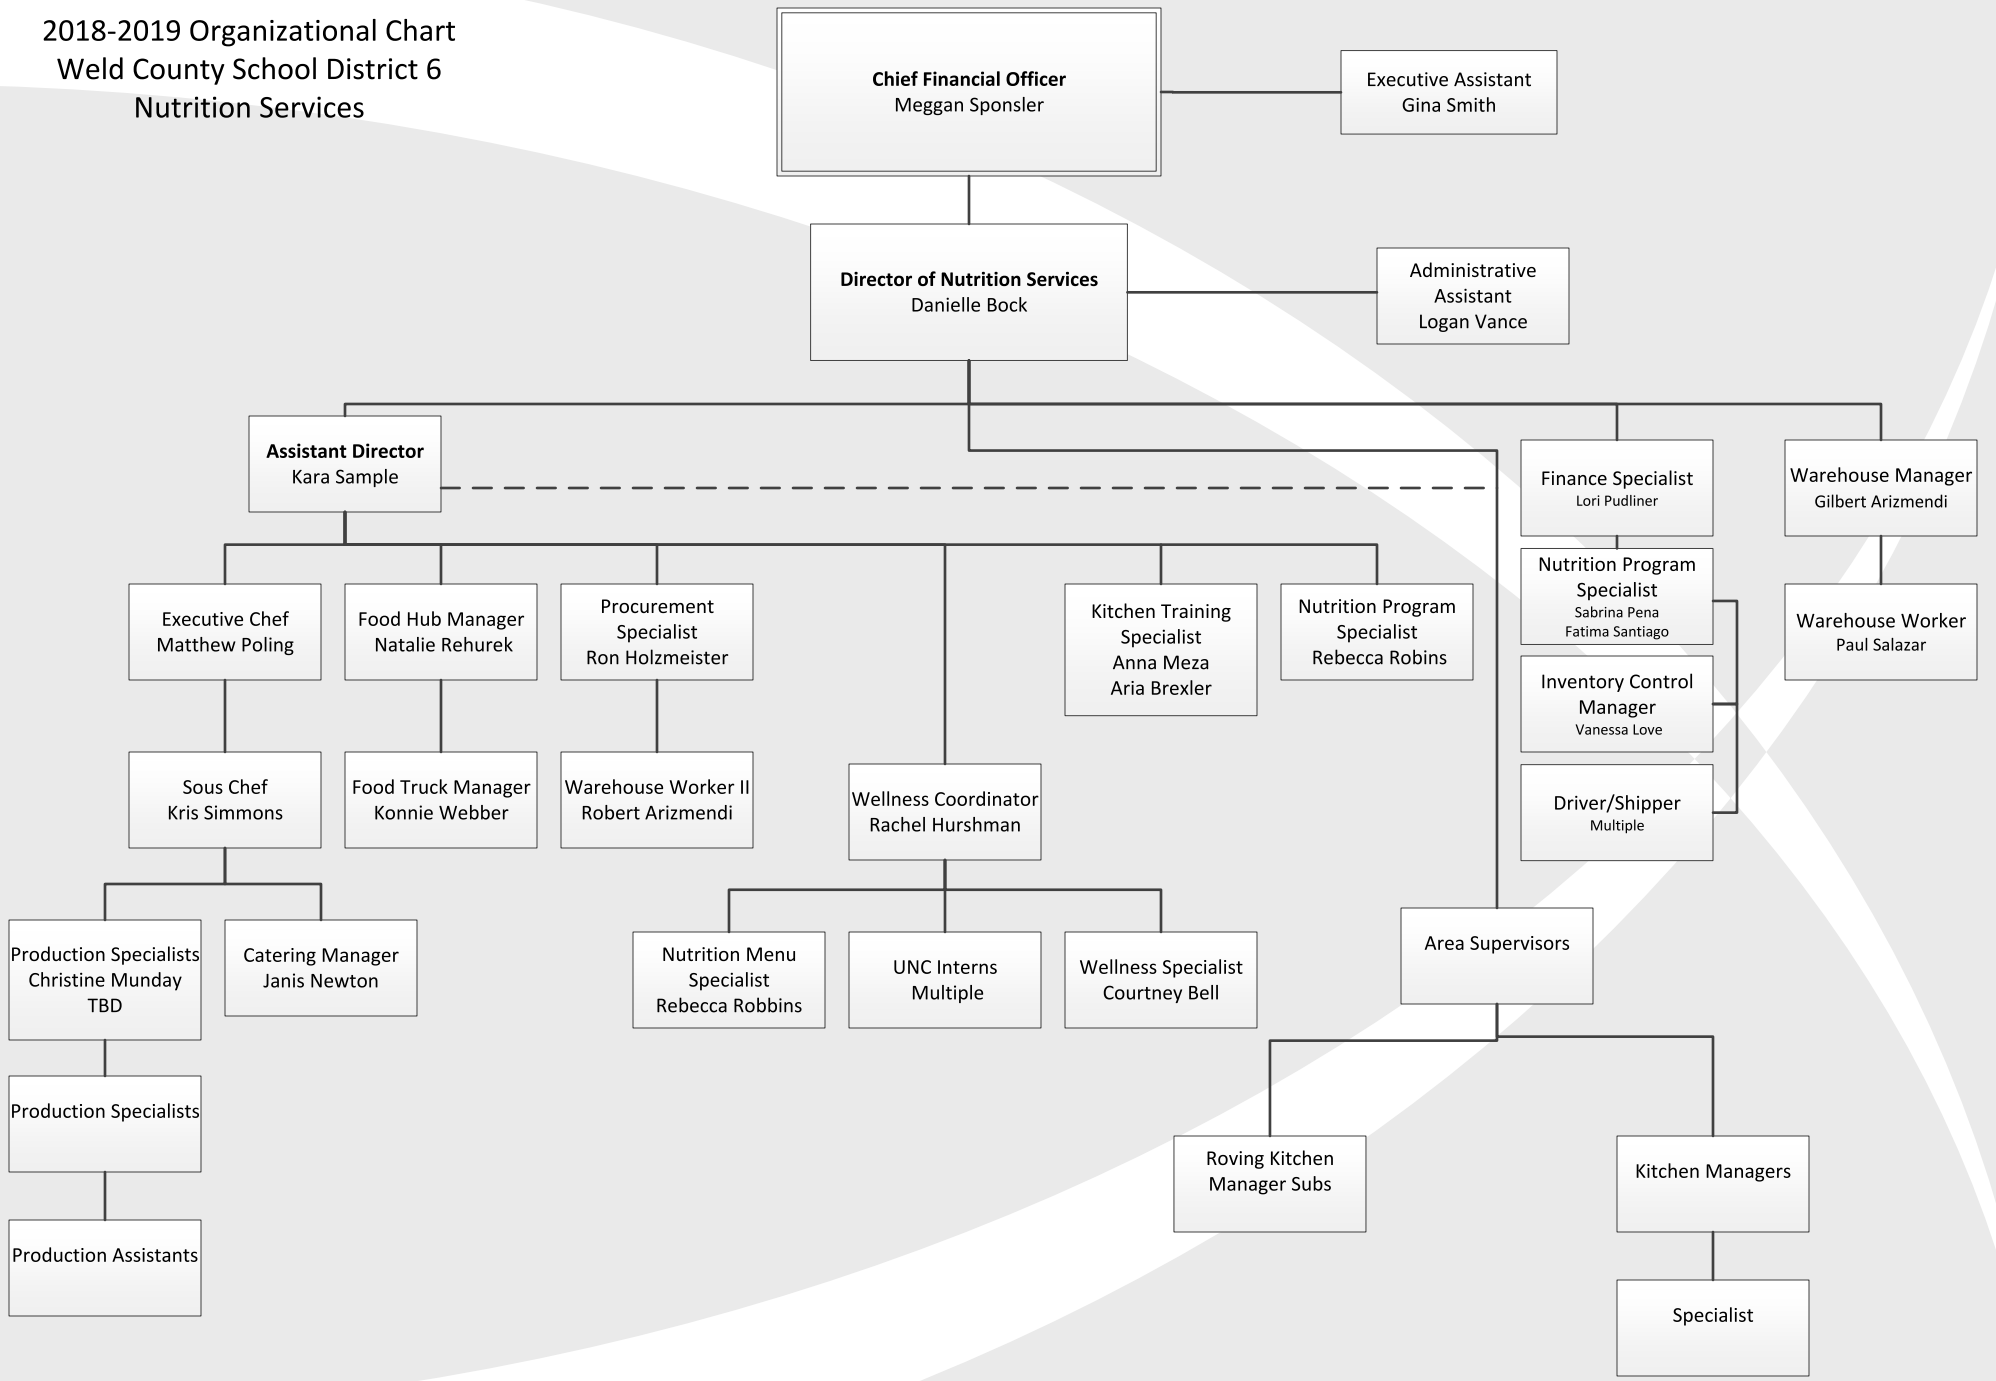 2018-2019 Organizational Chart
Weld County School District 6
Nutrition Services
Chief Financial Officer
Meggan Sponsler
Executive Assistant
Gina Smith
Director of Nutrition Services
Danielle Bock
Administrative
Assistant
Logan Vance
Assistant Director
Kara Sample
Finance Specialist
Lori Pudliner
Warehouse Manager
Gilbert Arizmendi
Executive Chef
Matthew Poling
Food Hub Manager
Natalie Rehurek
Procurement
Specialist
Ron Holzmeister
Kitchen Training
Specialist
Anna Meza
Aria Brexler
Nutrition Program
Specialist
Rebecca Robins
Nutrition Program
Specialist
Sabrina Pena
Fatima Santiago
Warehouse Worker
Paul Salazar
Inventory Control
Manager
Vanessa Love
Sous Chef
Kris Simmons
Food Truck Manager
Konnie Webber
Warehouse Worker II
Robert Arizmendi
Wellness Coordinator
Rachel Hurshman
Driver/Shipper
Multiple
Production Specialists
Christine Munday
TBD
Catering Manager
Janis Newton
Nutrition Menu
Specialist
Rebecca Robbins
UNC Interns
Multiple
Wellness Specialist
Courtney Bell
Area Supervisors
Production Specialists
Roving Kitchen
Manager Subs
Kitchen Managers
Production Assistants
Specialist